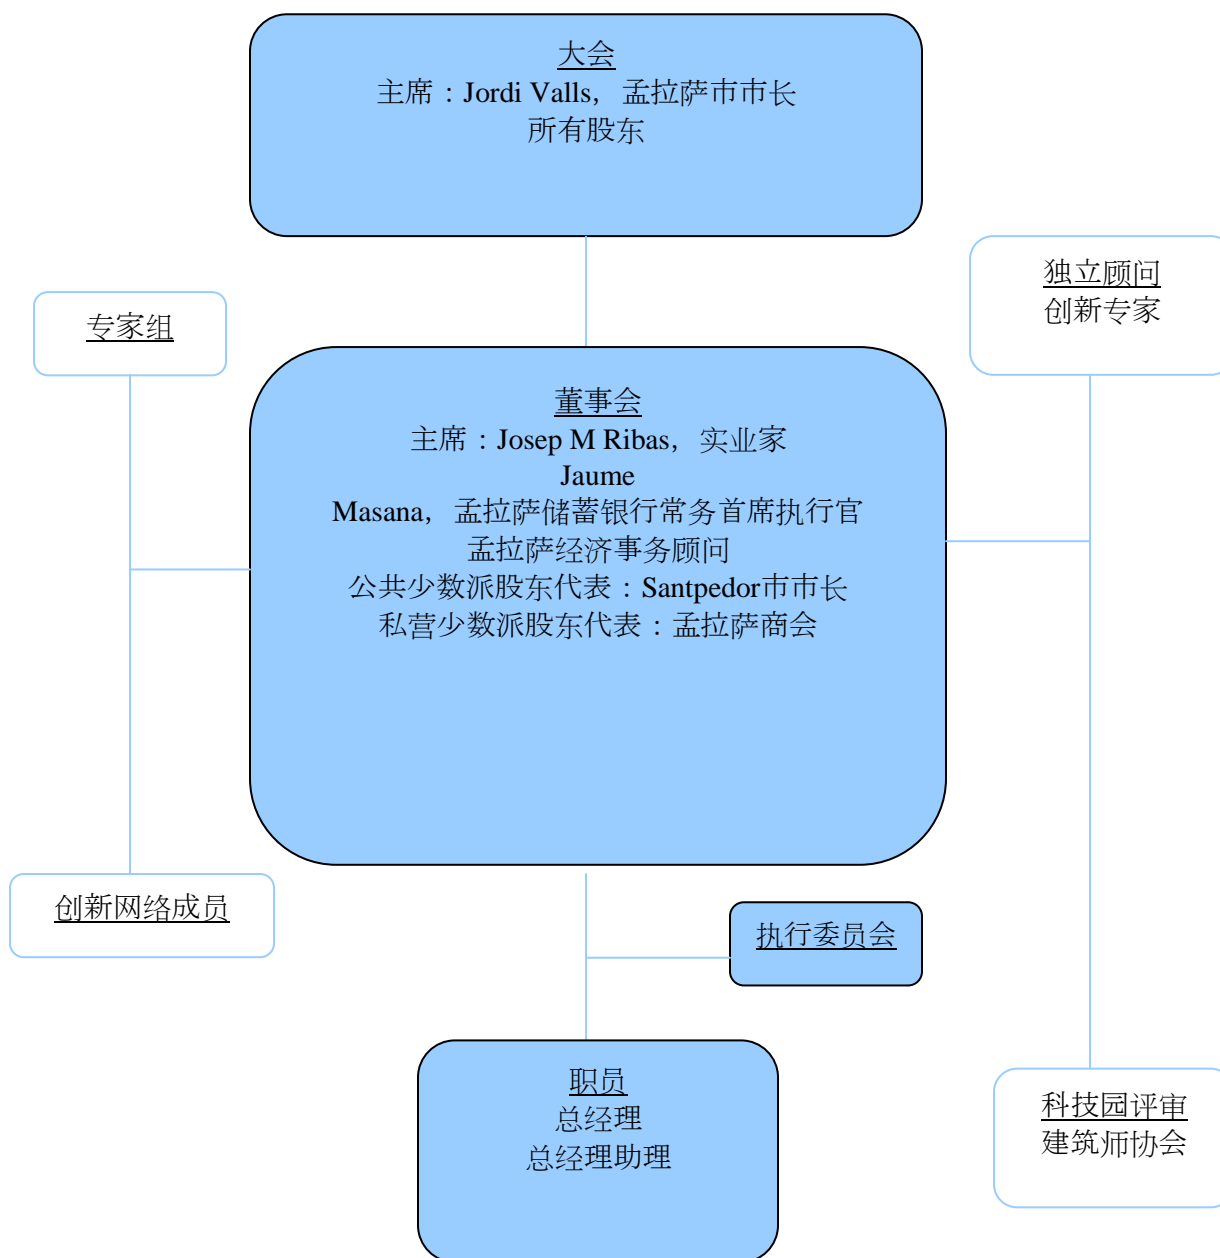 大会
主席：Jordi Valls，孟拉萨市市长
所有股东
独立顾问
创新专家
专家组
董事会
主席：Josep M Ribas，实业家
Jaume
Masana，孟拉萨储蓄银行常务首席执行官
孟拉萨经济事务顾问
公共少数派股东代表：Santpedor市市长
私营少数派股东代表：孟拉萨商会
创新网络成员
执行委员会
职员
总经理
总经理助理
科技园评审
建筑师协会